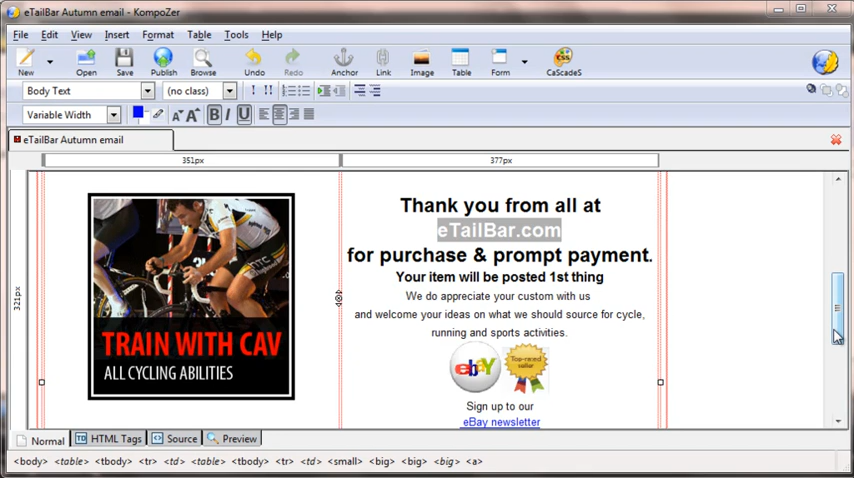 eTailBar Autumn email - KompoZer
File Edit View Insert Format Table Tools Help
New Open Save Publish Browse Undo Redo Anchor Link Image Table Form CaScadeS
Body Text (no class) ! !!
Variable Width A A B I U
eTailBar Autumn email
351px 377px
321px
Thank you from all at
eTailBar.com
for purchase & prompt payment.
Your item will be posted 1st thing
We do appreciate your custom with us
and welcome your ideas on what we should source for cycle,
running and sports activities.
ebaY Top-rated seller
Sign up to our
eBay newsletter
HTC
TRAIN WITH CAV
ALL CYCLING ABILITIES
Normal TD HTML Tags Source Preview
<body> <table> <tbody> <tr> <td> <table> <tbody> <tr> <td> <small> <big> <big> <big> <a>